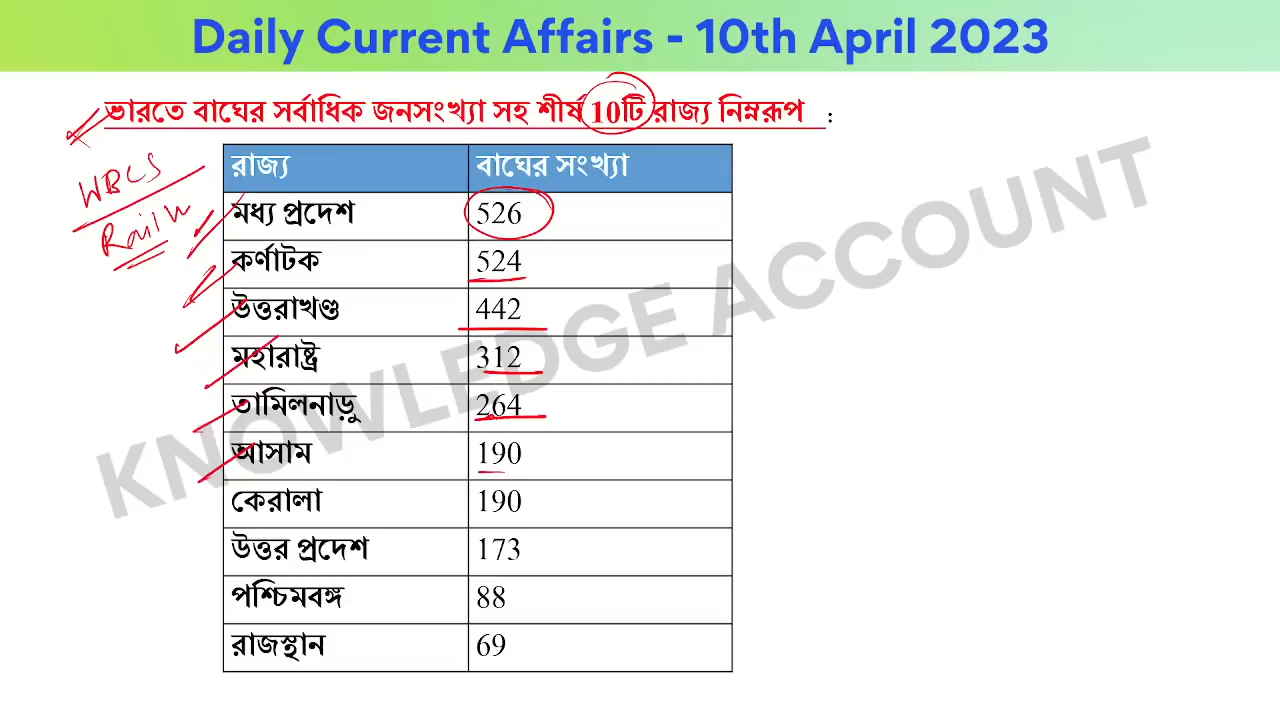 Daily Current Affairs - 10th April 2023
ভারতে বাঘের সর্বাধিক জনসংখ্যা সহ শীর্ষ 10টি রাজ্য নিম্নরূপ :
WBCS
Railw
রাজ্য বাঘের সংখ্যা
মধ্য প্রদেশ 526
কর্ণাটক 524
উত্তরাখণ্ড 442
মহারাষ্ট্র 312
তামিলনাড়ু 264
আসাম 190
কেরালা 190
উত্তর প্রদেশ 173
পশ্চিমবঙ্গ 88
রাজস্থান 69
KNOWLEDGE ACCOUNT